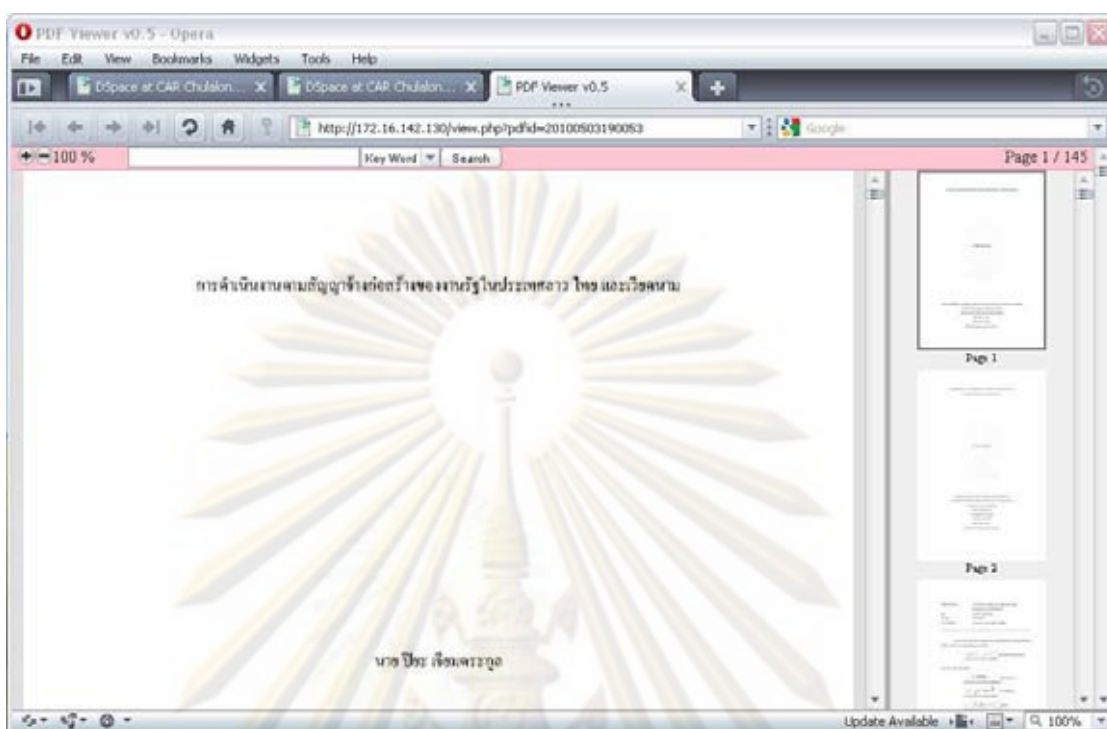 PDF Viewer v0.5 - Opera
File Edit View Bookmarks Widgets Tools Help
DSpace at CAR Chulalon... DSpace at CAR Chulalon... PDF Viewer v0.5
http://172.16.142.130/view.php?pdfid=20100503190053 Google
100 % Key Word Search Page 1 / 145
การดำเนินงานตามสัญญาจ้างก่อสร้างของงานรัฐในประเทศลาว ไทย และเวียดนาม
Page 1
Page 2
นาย ปิยะ เจียมตระกูล
Update Available 100%